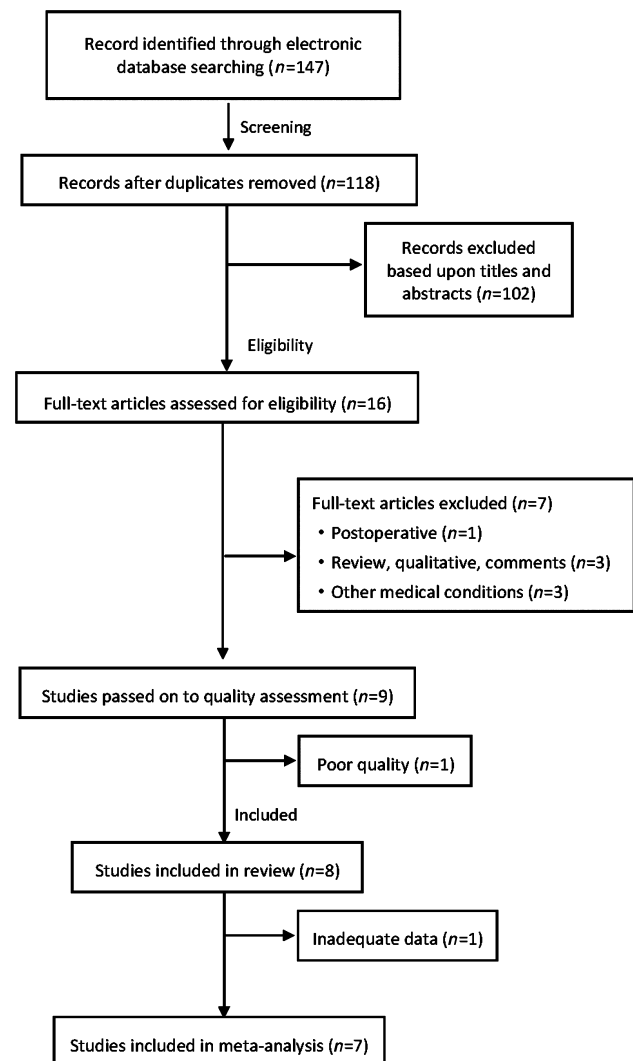 Record identified through electronic
database searching (n=147)
Screening
Records after duplicates removed (n=118)
Records excluded
based upon titles and
abstracts (n=102)
Eligibility
Full-text articles assessed for eligibility (n=16)
Full-text articles excluded (n=7)
• Postoperative (n=1)
• Review, qualitative, comments (n=3)
• Other medical conditions (n=3)
Studies passed on to quality assessment (n=9)
Poor quality (n=1)
Included
Studies included in review (n=8)
Inadequate data (n=1)
Studies included in meta-analysis (n=7)